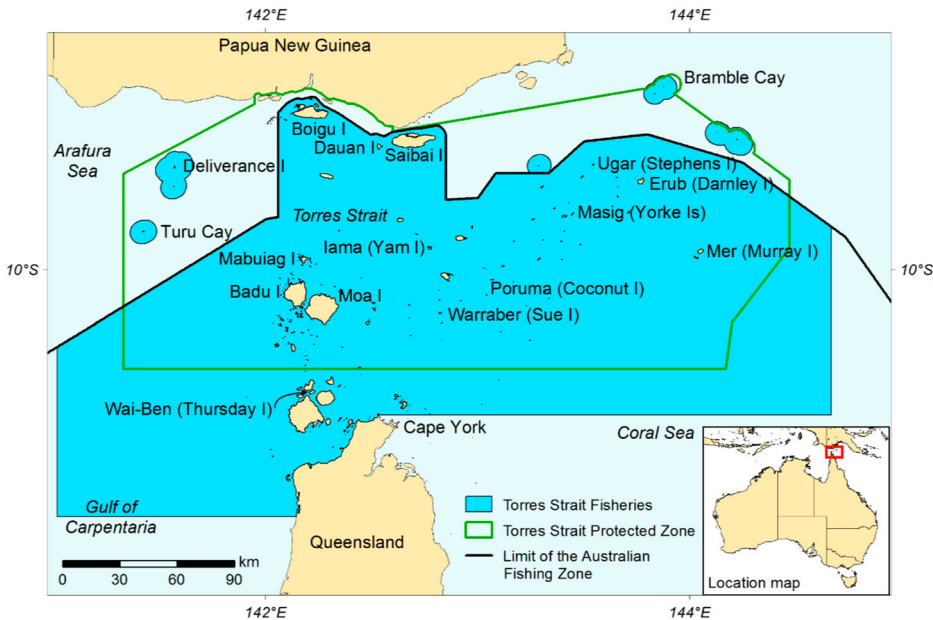 142°E
144°E
Papua New Guinea
Bramble Cay
Boigu I
Dauan I
Saibai I
Arafura
Sea
Deliverance I
Ugar (Stephens I)
Erub (Darnley I)
Torres Strait
Masig (Yorke Is)
Turu Cay
Iama (Yam I)
Mer (Murray I)
Mabuiag I
10°S
10°S
Badu I
Moa I
Poruma (Coconut I)
Warraber (Sue I)
Wai-Ben (Thursday I)
Cape York
Coral Sea
Gulf of
Carpentaria
Queensland
Torres Strait Fisheries
Torres Strait Protected Zone
Limit of the Australian
Fishing Zone
km
0 30 60 90
Location map
142°E
144°E